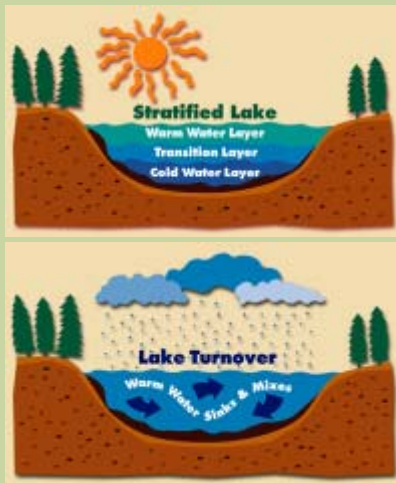 Stratified Lake
Warm Water Layer
Transition Layer
Cold Water Layer
Lake Turnover
Warm Water Sinks & Mixes